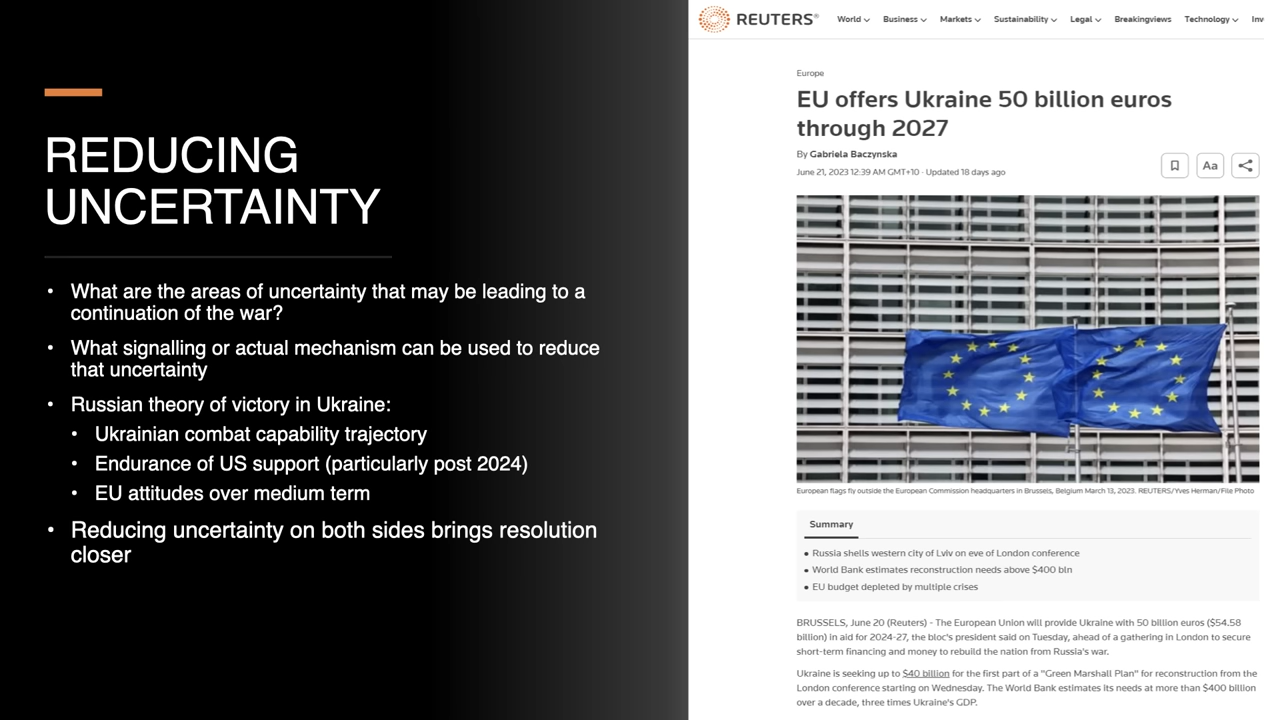 REDUCING
UNCERTAINTY
• What are the areas of uncertainty that may be leading to a
continuation of the war?
• What signalling or actual mechanism can be used to reduce
that uncertainty
• Russian theory of victory in Ukraine:
• Ukrainian combat capability trajectory
• Endurance of US support (particularly post 2024)
• EU attitudes over medium term
• Reducing uncertainty on both sides brings resolution
closer
REUTERS® World Business Markets Sustainability Legal Breakingviews Technology Inv
Europe
EU offers Ukraine 50 billion euros
through 2027
By Gabriela Baczynska
June 21, 2023 12:39 AM GMT+10 · Updated 18 days ago
Aa
European flags fly outside the European Commission headquarters in Brussels, Belgium March 13, 2023. REUTERS/Yves Herman/File Photo
Summary
• Russia shells western city of Lviv on eve of London conference
• World Bank estimates reconstruction needs above $400 bln
• EU budget depleted by multiple crises
BRUSSELS, June 20 (Reuters) - The European Union will provide Ukraine with 50 billion euros ($54.58
billion) in aid for 2024-27, the bloc's president said on Tuesday, ahead of a gathering in London to secure
short-term financing and money to rebuild the nation from Russia's war.
Ukraine is seeking up to $40 billion for the first part of a "Green Marshall Plan" for reconstruction from the
London conference starting on Wednesday. The World Bank estimates its needs at more than $400 billion
over a decade, three times Ukraine's GDP.